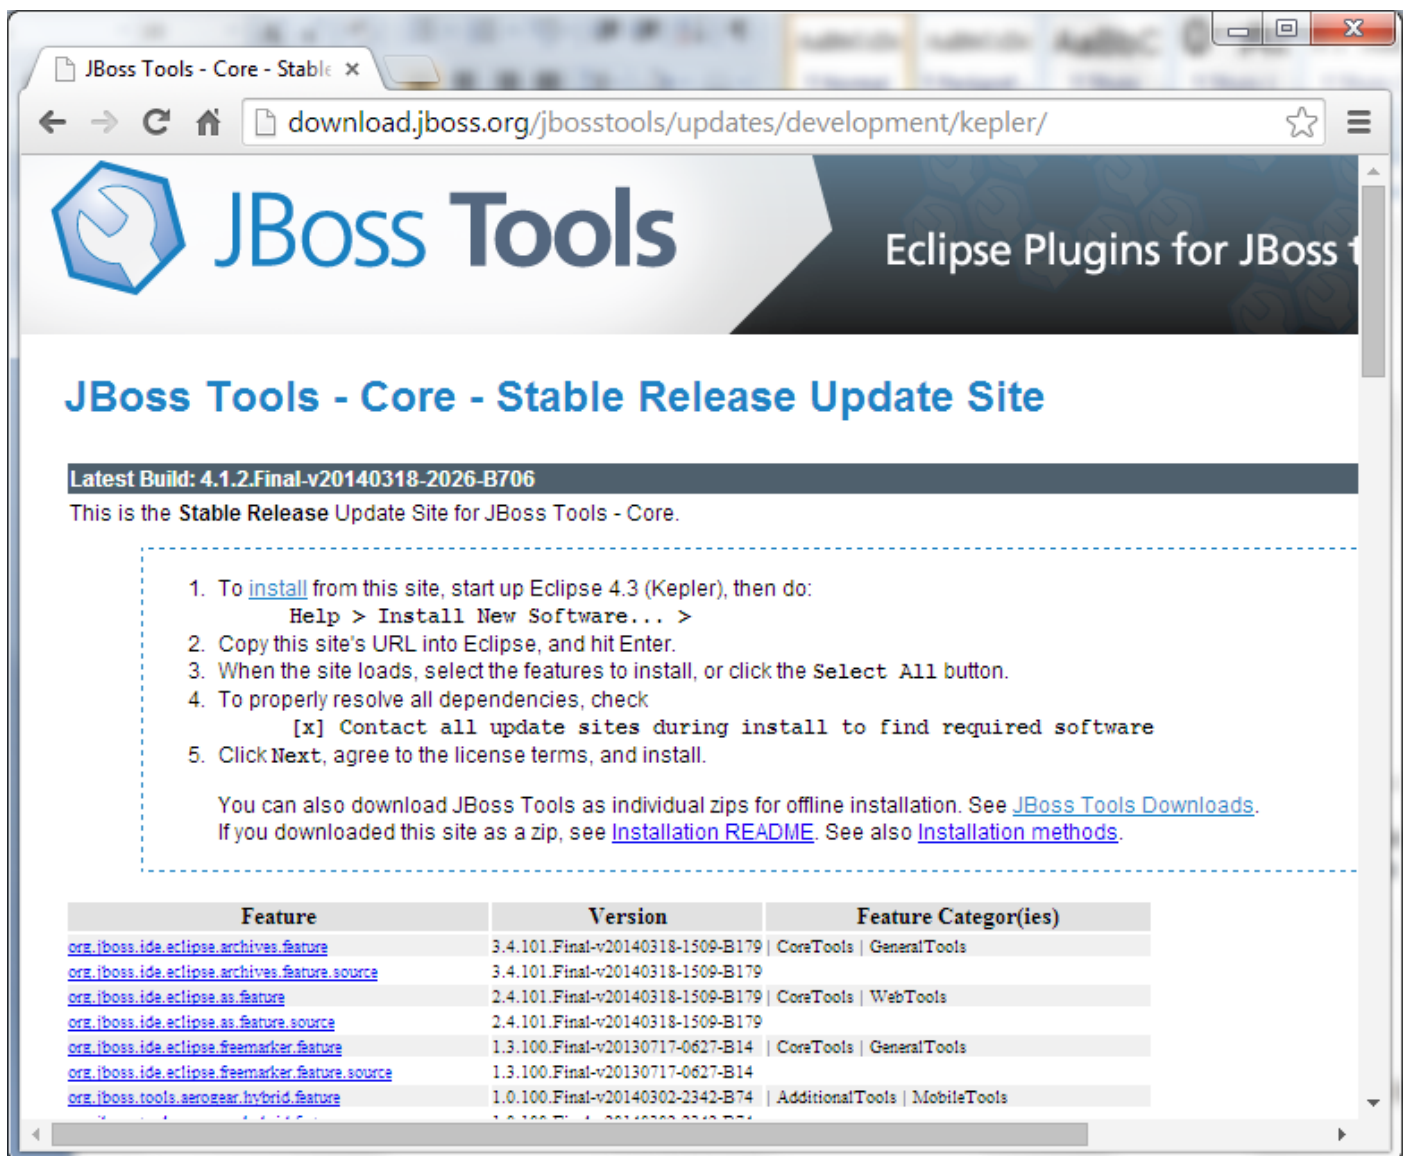 JBoss Tools - Core - Stable
download.jboss.org/jbosstools/updates/development/kepler/
JBoss Tools
Eclipse Plugins for JBoss t
JBoss Tools - Core - Stable Release Update Site
Latest Build: 4.1.2.Final-v20140318-2026-B706
This is the Stable Release Update Site for JBoss Tools - Core.
1. To install from this site, start up Eclipse 4.3 (Kepler), then do:
Help > Install New Software... >
2. Copy this site's URL into Eclipse, and hit Enter.
3. When the site loads, select the features to install, or click the Select All button.
4. To properly resolve all dependencies, check
[x] Contact all update sites during install to find required software
5. Click Next, agree to the license terms, and install.
You can also download JBoss Tools as individual zips for offline installation. See JBoss Tools Downloads.
If you downloaded this site as a zip, see Installation README. See also Installation methods.
Feature Version Feature Categor(ies)
org.jboss.ide.eclipse.archives.feature 3.4.101.Final-v20140318-1509-B179 | CoreTools | GeneralTools
org.jboss.ide.eclipse.archives.feature.source 3.4.101.Final-v20140318-1509-B179
org.jboss.ide.eclipse.as.feature 2.4.101.Final-v20140318-1509-B179 | CoreTools | WebTools
org.jboss.ide.eclipse.as.feature.source 2.4.101.Final-v20140318-1509-B179
org.jboss.ide.eclipse.freemarker.feature 1.3.100.Final-v20130717-0627-B14 | CoreTools | GeneralTools
org.jboss.ide.eclipse.freemarker.feature.source 1.3.100.Final-v20130717-0627-B14
org.jboss.tools.aerogear.hybrid.feature 1.0.100.Final-v20140302-2342-B74 | AdditionalTools | MobileTools